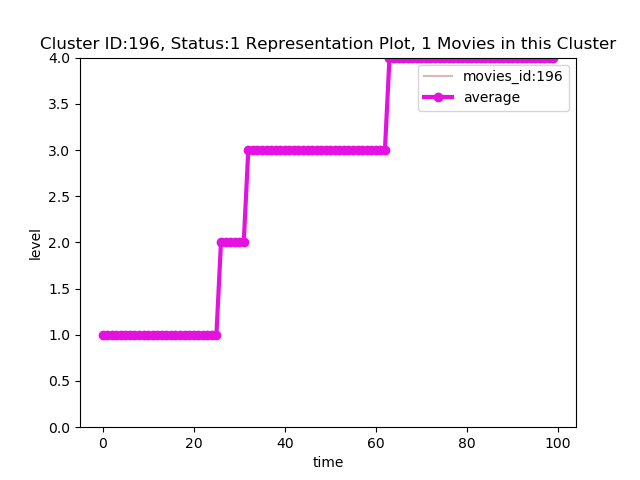 Cluster ID:196, Status:1 Representation Plot, 1 Movies in this Cluster
4.0
3.5
3.0
2.5
2.0
1.5
1.0
0.5
0.0
level
movies_id:196
average
0 20 40 60 80 100
time